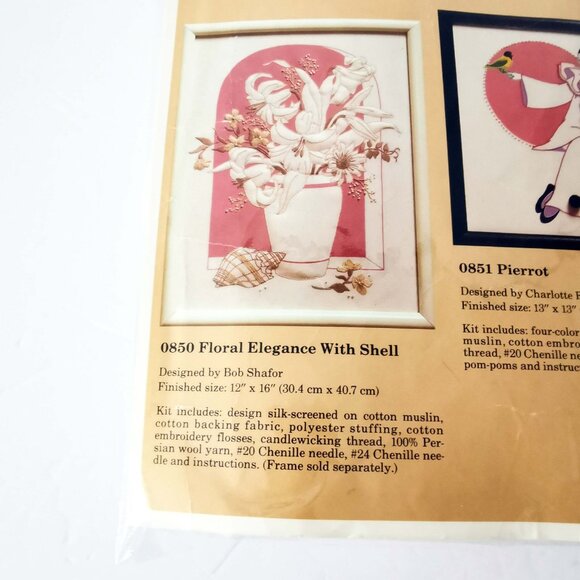 0850 Floral Elegance With Shell
Designed by Bob Shafor
Finished size: 12" x 16" (30.4 cm x 40.7 cm)
Kit includes: design silk-screened on cotton muslin,
cotton backing fabric, polyester stuffing, cotton
embroidery flosses, candlewicking thread, 100% Per-
sian wool yarn, #20 Chenille needle, #24 Chenille nee-
dle and instructions. (Frame sold separately.)
0851 Pierrot
Designed by Charlotte
Finished size: 13" x 13"
Kit includes: four-color
muslin, cotton
thread, #20 Chenille
pom-poms and